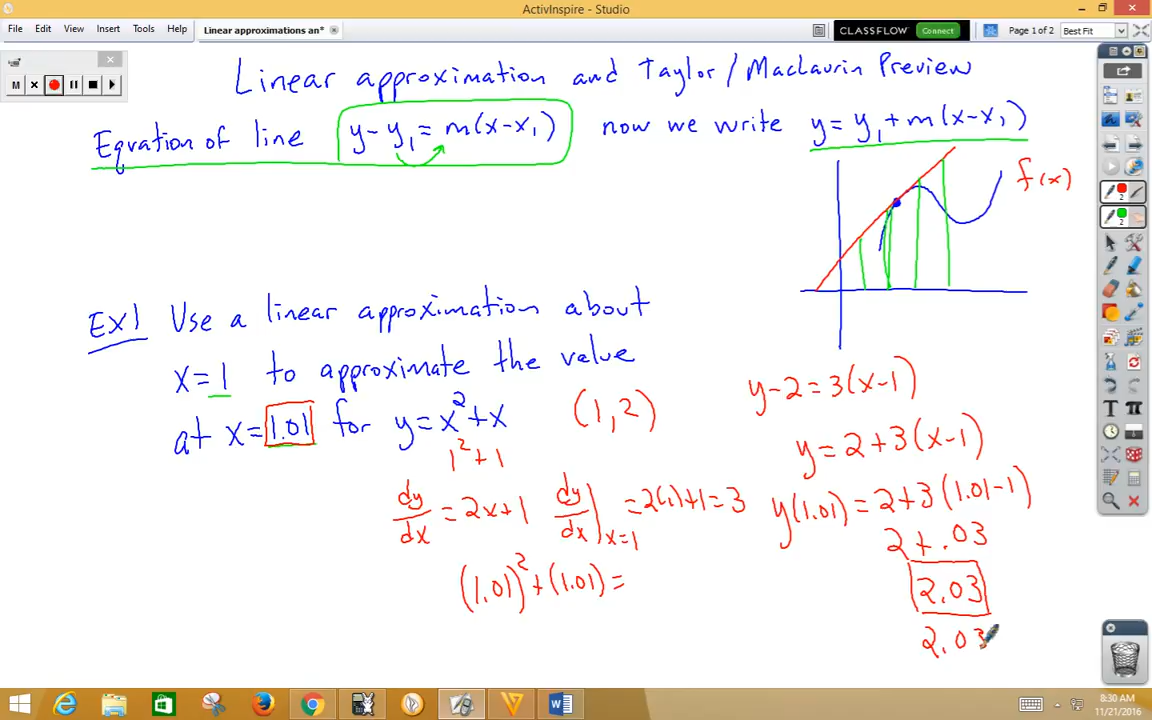 ActivInspire - Studio
File Edit View Insert Tools Help Linear approximations an* CLASSFLOW Connect Page 1 of 2 Best Fit
Linear approximation and Taylor/Maclaurin Preview
Equation of line y-y₁=m(x-x₁) now we write y=y₁+m(x-x₁)
f(x)
EX1 Use a linear approximation about
x=1 to approximate the value
at x=1.01 for y=x²+x (1,2)
1²+1
dy/dx = 2x+1 dy/dx|x=1 = 2(1)+1=3
(1.01)²+(1.01)=
y-2=3(x-1)
y=2+3(x-1)
y(1.01)=2+3(1.01-1)
2+.03
2.03
2.03
8:30 AM
11/21/2016